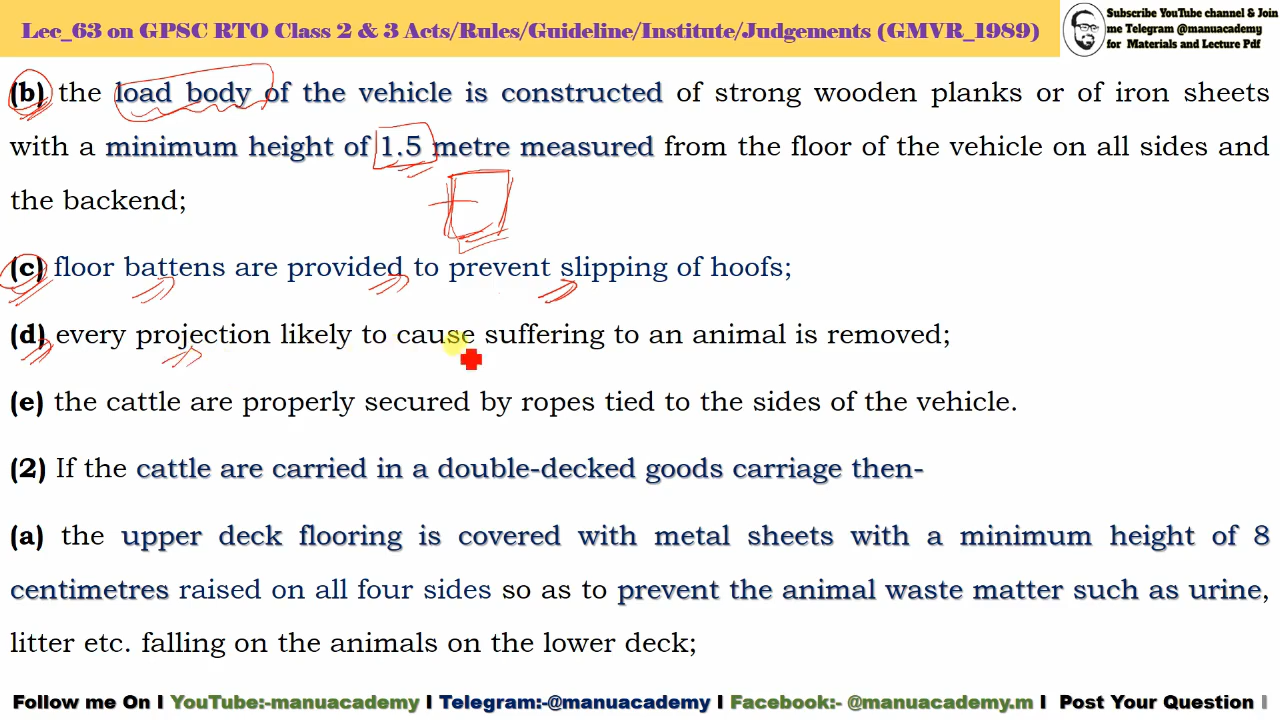 Lec_63 on GPSC RTO Class 2 & 3 Acts/Rules/Guideline/Institute/Judgements (GMVR_1989)
Subscribe YouTube channel & Join
me Telegram @manuacademy
for Materials and Lecture Pdf
(b) the load body of the vehicle is constructed of strong wooden planks or of iron sheets
with a minimum height of 1.5 metre measured from the floor of the vehicle on all sides and
the backend;
(c) floor battens are provided to prevent slipping of hoofs;
(d) every projection likely to cause suffering to an animal is removed;
(e) the cattle are properly secured by ropes tied to the sides of the vehicle.
(2) If the cattle are carried in a double-decked goods carriage then-
(a) the upper deck flooring is covered with metal sheets with a minimum height of 8
centimetres raised on all four sides so as to prevent the animal waste matter such as urine,
litter etc. falling on the animals on the lower deck;
Follow me On I YouTube:-manuacademy I Telegram:-@manuacademy I Facebook:- @manuacademy.m I Post Your Question I